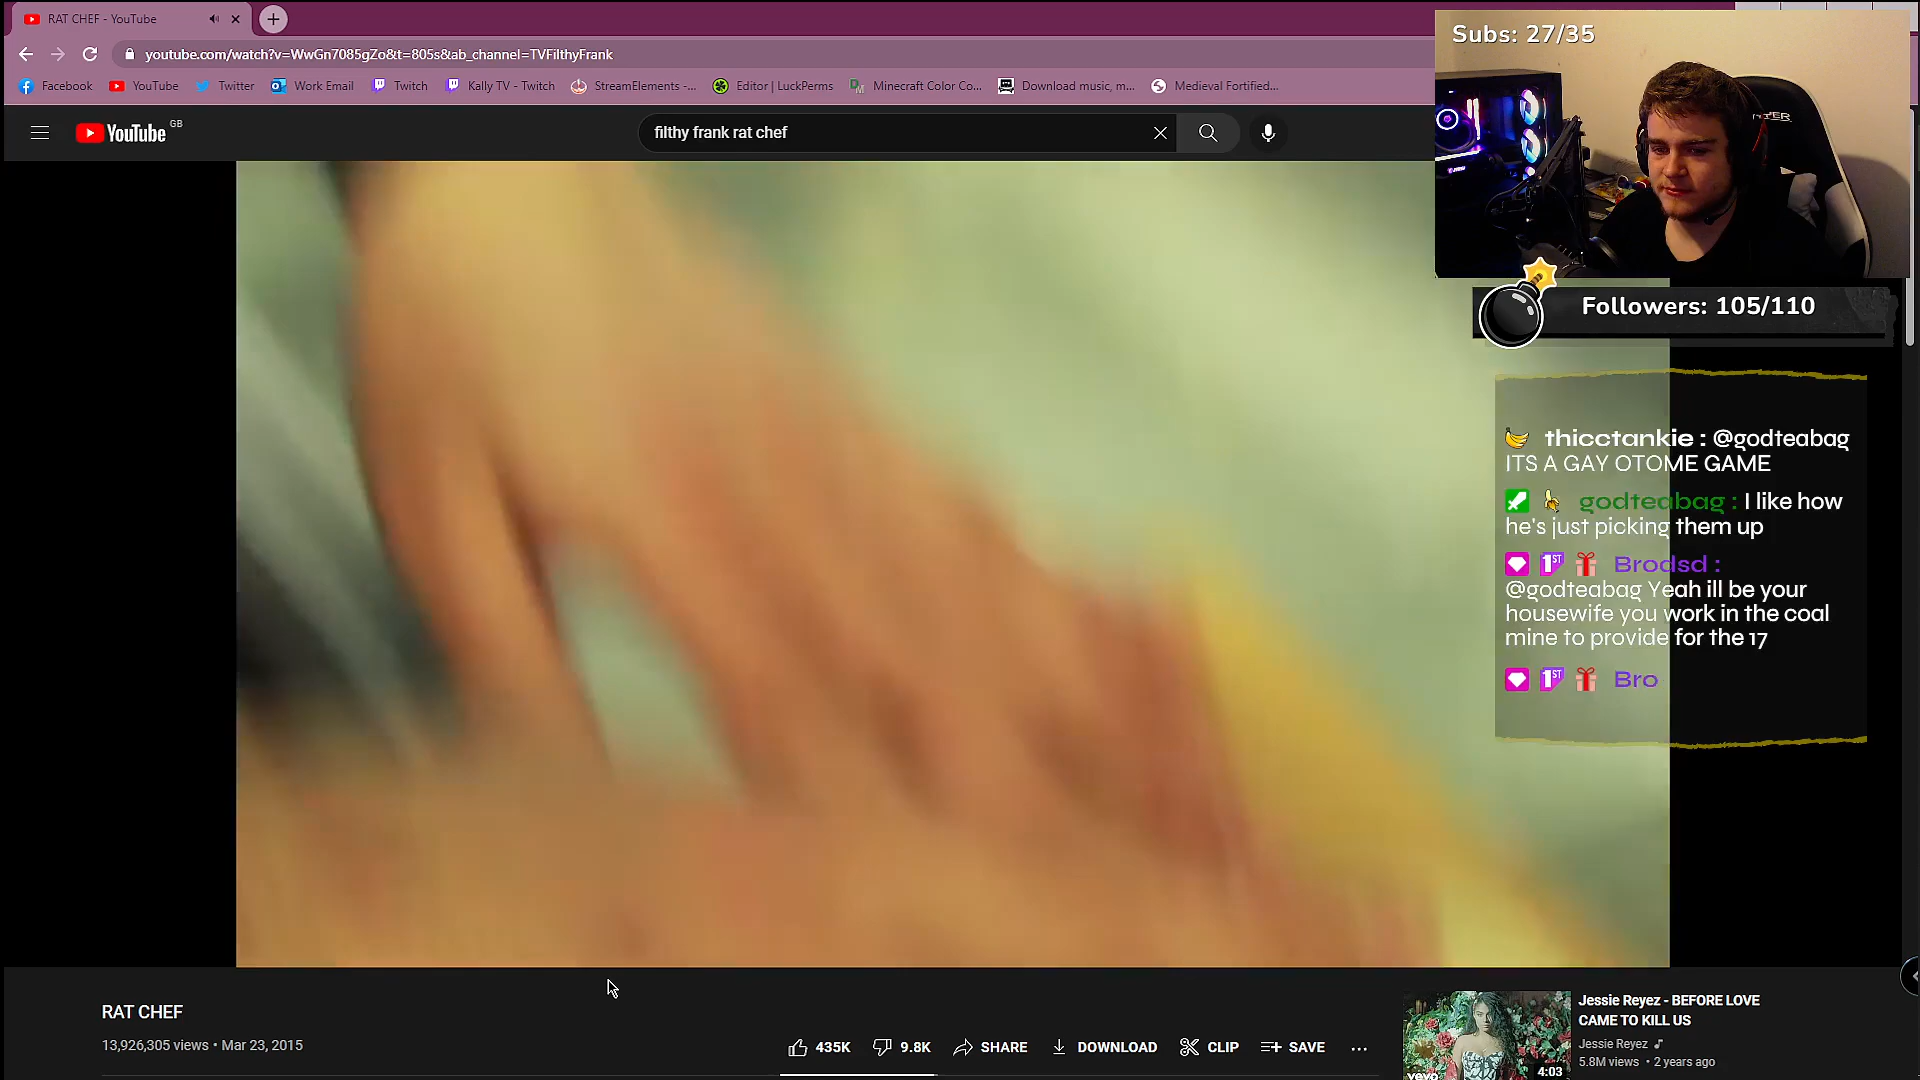 RAT CHEF - YouTube
youtube.com/watch?v=WwGn7085gZo&t=805s&ab_channel=TVFilthyFrank
Facebook
YouTube
Twitter
Work Email
Twitch
Kally TV - Twitch
StreamElements -...
Editor | LuckPerms
Minecraft Color Co...
Download music, m...
Medieval Fortified...
YouTube GB
filthy frank rat chef
Subs: 27/35
Followers: 105/110
thicctankie : @godteabag
ITS A GAY OTOME GAME
godteabag : I like how
he's just picking them up
1ST Brodsd :
@godteabag Yeah ill be your
housewife you work in the coal
mine to provide for the 17
1ST Bro
RAT CHEF
13,926,305 views • Mar 23, 2015
435K
9.8K
SHARE
DOWNLOAD
CLIP
SAVE
Jessie Reyez - BEFORE LOVE
CAME TO KILL US
Jessie Reyez
5.8M views • 2 years ago
vevo
4:03